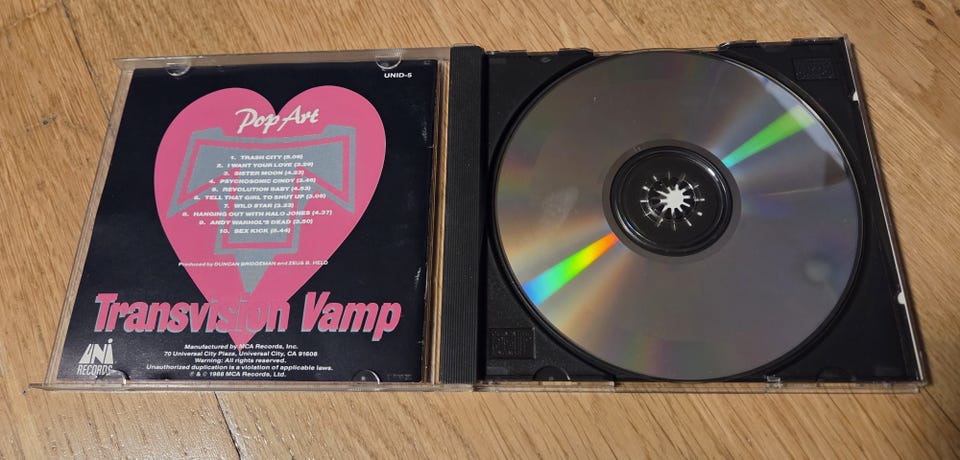 UNID-5
Pop Art
1. TRASH CITY (5.08)
2. I WANT YOUR LOVE (3.29)
3. SISTER MOON (4.23)
4. PSYCHOSONIC CINDY (3.46)
5. REVOLUTION BABY (4.53)
6. TELL THAT GIRL TO SHUT UP (3.06)
7. WILD STAR (3.23)
8. HANGING OUT WITH HALO JONES (4.37)
9. ANDY WARHOL'S DEAD (3.50)
10. SEX KICK (5.44)
Produced by DUNCAN BRIDGEMAN and ZEUS B. HELD
Transvision Vamp
Manufactured by MCA Records, Inc.
70 Universal City Plaza, Universal City, CA 91608
Warning: All rights reserved.
Unauthorized duplication is a violation of applicable laws.
℗ & © 1988 MCA Records, Ltd.
UNI
RECORDS